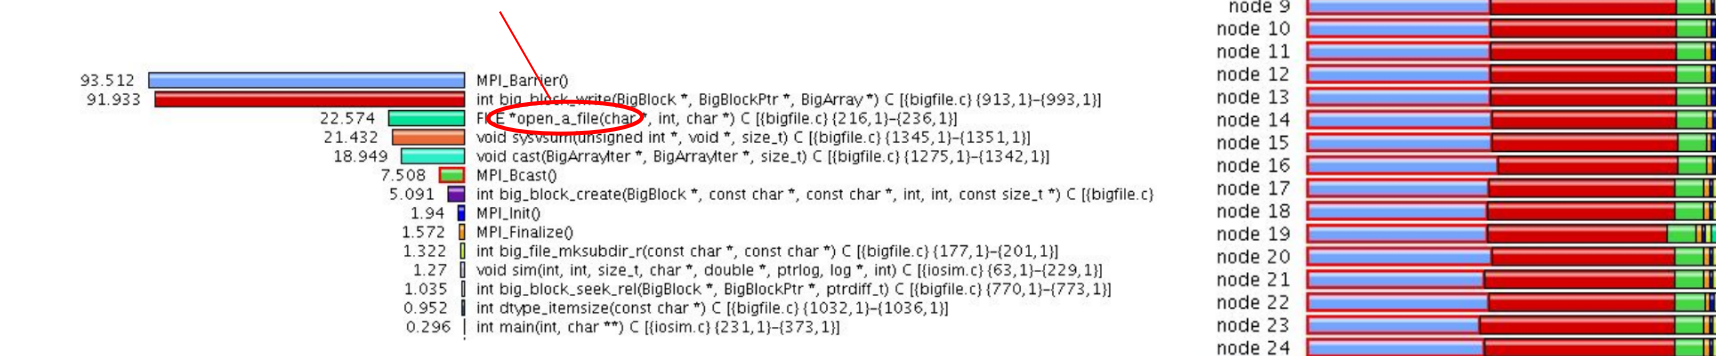 93.512 MPI_Barrier()
91.933 int big_block_write(BigBlock *, BigBlockPtr *, BigArray *) C [{bigfile.c} {913,1}-{993,1}]
22.574 FILE *open_a_file(char *, int, char *) C [{bigfile.c} {216,1}-{236,1}]
21.432 void sysvsum(unsigned int *, void *, size_t) C [{bigfile.c} {1345,1}-{1351,1}]
18.949 void cast(BigArrayIter *, BigArrayIter *, size_t) C [{bigfile.c} {1275,1}-{1342,1}]
7.508 MPI_Bcast()
5.091 int big_block_create(BigBlock *, const char *, const char *, int, int, const size_t *) C [{bigfile.c}
1.94 MPI_Init()
1.572 MPI_Finalize()
1.322 int big_file_mksubdir_r(const char *, const char *) C [{bigfile.c} {177,1}-{201,1}]
1.27 void sim(int, int, size_t, char *, double *, ptrlog, log *, int) C [{iosim.c} {63,1}-{229,1}]
1.035 int big_block_seek_rel(BigBlock *, BigBlockPtr *, ptrdiff_t) C [{bigfile.c} {770,1}-{773,1}]
0.952 int dtype_itemsize(const char *) C [{bigfile.c} {1032,1}-{1036,1}]
0.296 int main(int, char **) C [{iosim.c} {231,1}-{373,1}]
node 9
node 10
node 11
node 12
node 13
node 14
node 15
node 16
node 17
node 18
node 19
node 20
node 21
node 22
node 23
node 24